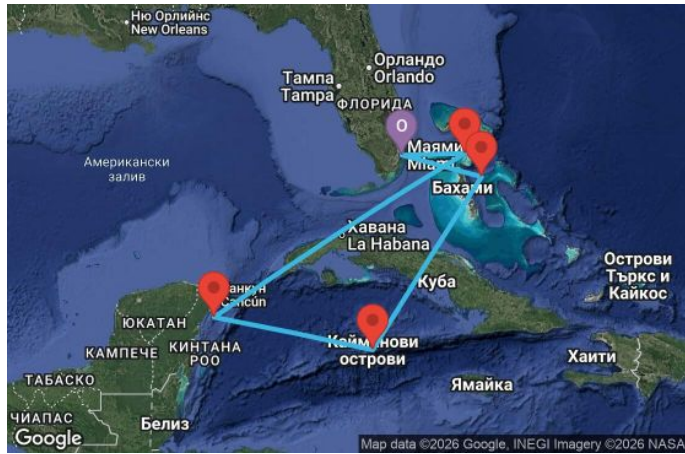 Ню Орлийнс
New Orleans
Орландо
Orlando
Тампа
Tampa
ФЛОРИДА
O
Маями
Miami
Американски
залив
Бахами
Хавана
La Habana
Острови
Търкс и
Кайкос
Куба
Cancún
ЮКАТАН
КАМПЕЧЕ
КИНТАНА
РОО
Кайманови
острови
Хаити
ТАБАСКО
Ямайка
ЧИАПАС
Белиз
Google
Map data ©2026 Google, INEGI Imagery ©2026 NASA